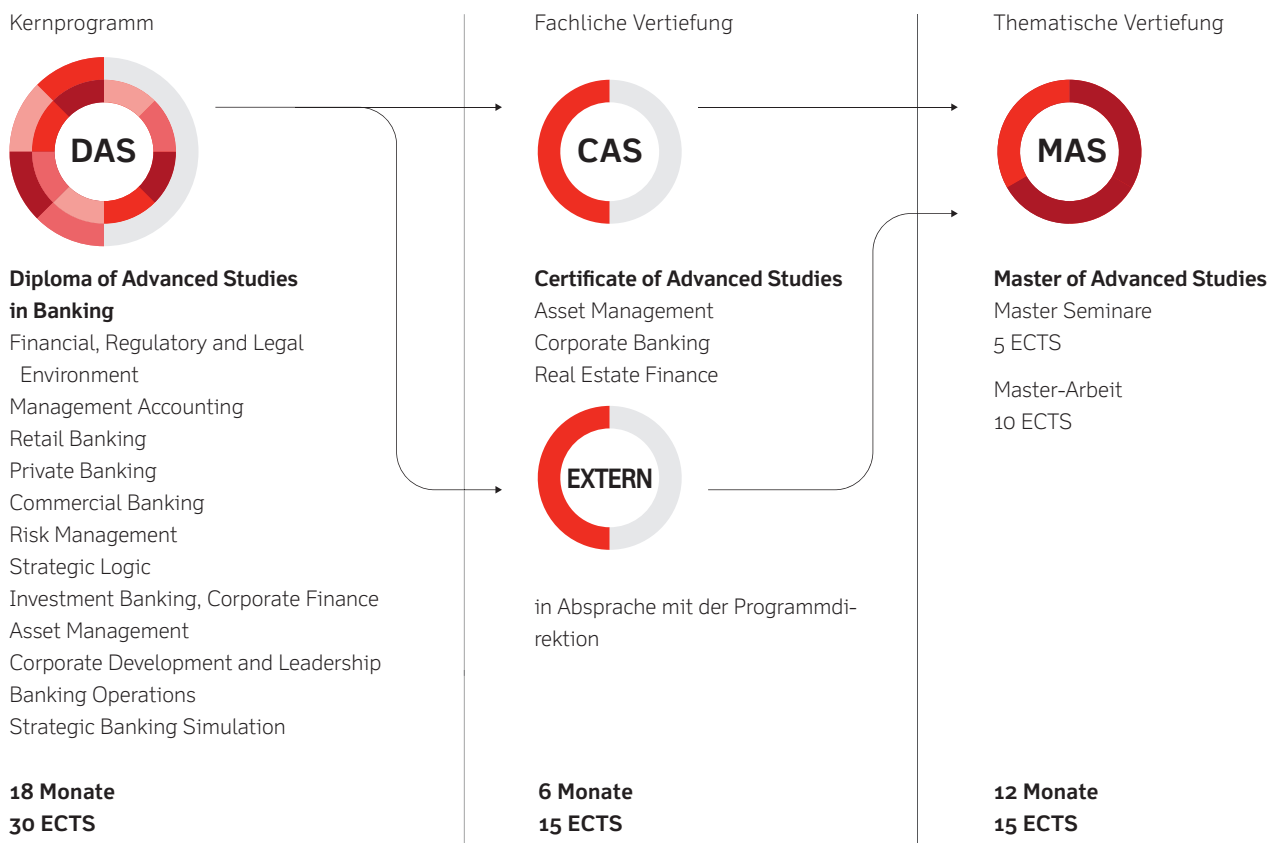 Kernprogramm
DAS
Diploma of Advanced Studies
in Banking
Financial, Regulatory and Legal
Environment
Management Accounting
Retail Banking
Private Banking
Commercial Banking
Risk Management
Strategic Logic
Investment Banking, Corporate Finance
Asset Management
Corporate Development and Leadership
Banking Operations
Strategic Banking Simulation
18 Monate
30 ECTS
Fachliche Vertiefung
CAS
Certificate of Advanced Studies
Asset Management
Corporate Banking
Real Estate Finance
EXTERN
in Absprache mit der Programmdi-
rektion
6 Monate
15 ECTS
Thematische Vertiefung
MAS
Master of Advanced Studies
Master Seminare
5 ECTS
Master-Arbeit
10 ECTS
12 Monate
15 ECTS